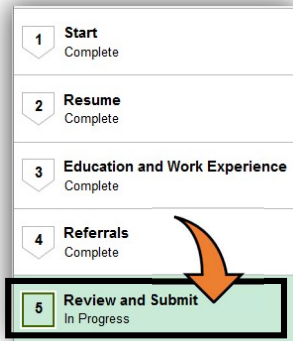 1 Start
Complete
2 Resume
Complete
3 Education and Work Experience
Complete
4 Referrals
Complete
5 Review and Submit
In Progress